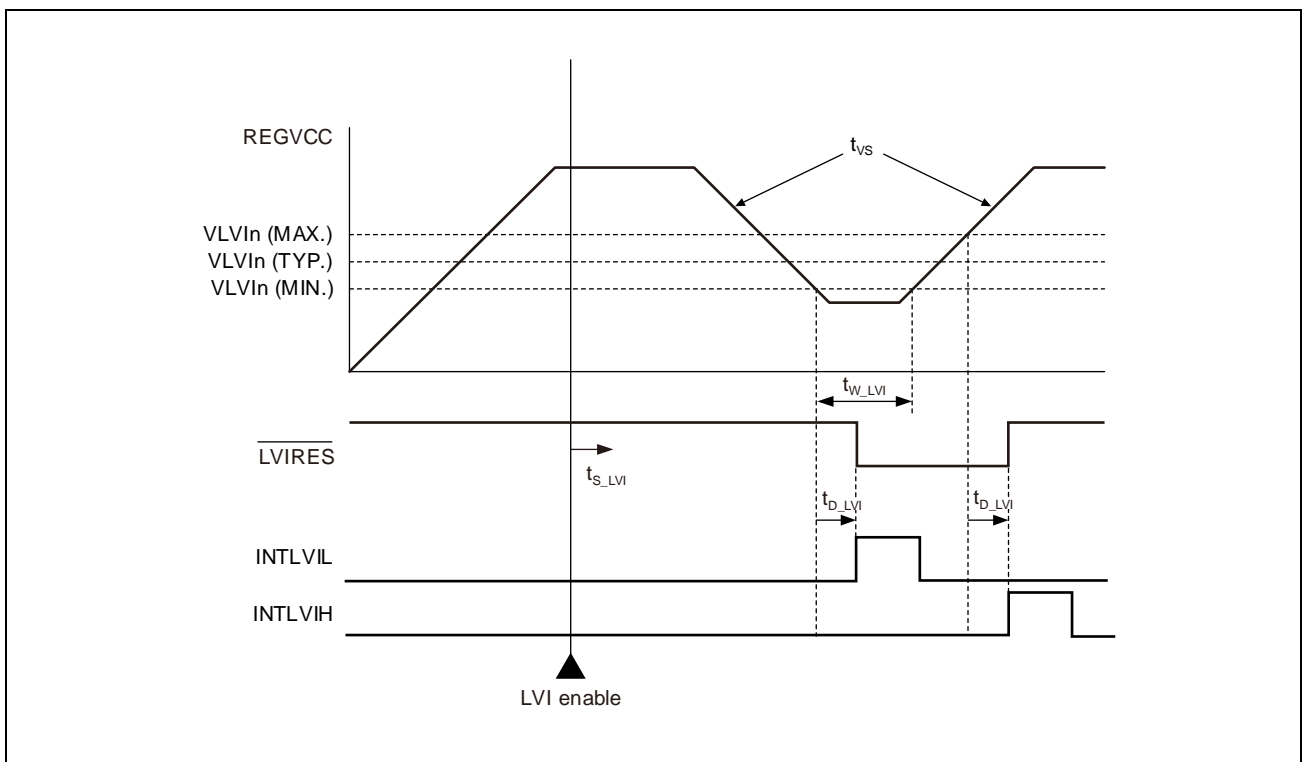 REGVCC
tVS
VLVIn (MAX.)
VLVIn (TYP.)
VLVIn (MIN.)
tW_LVI
LVIRES
tS_LVI
tD_LVI
tD_LVI
INTLVIL
INTLVIH
LVI enable